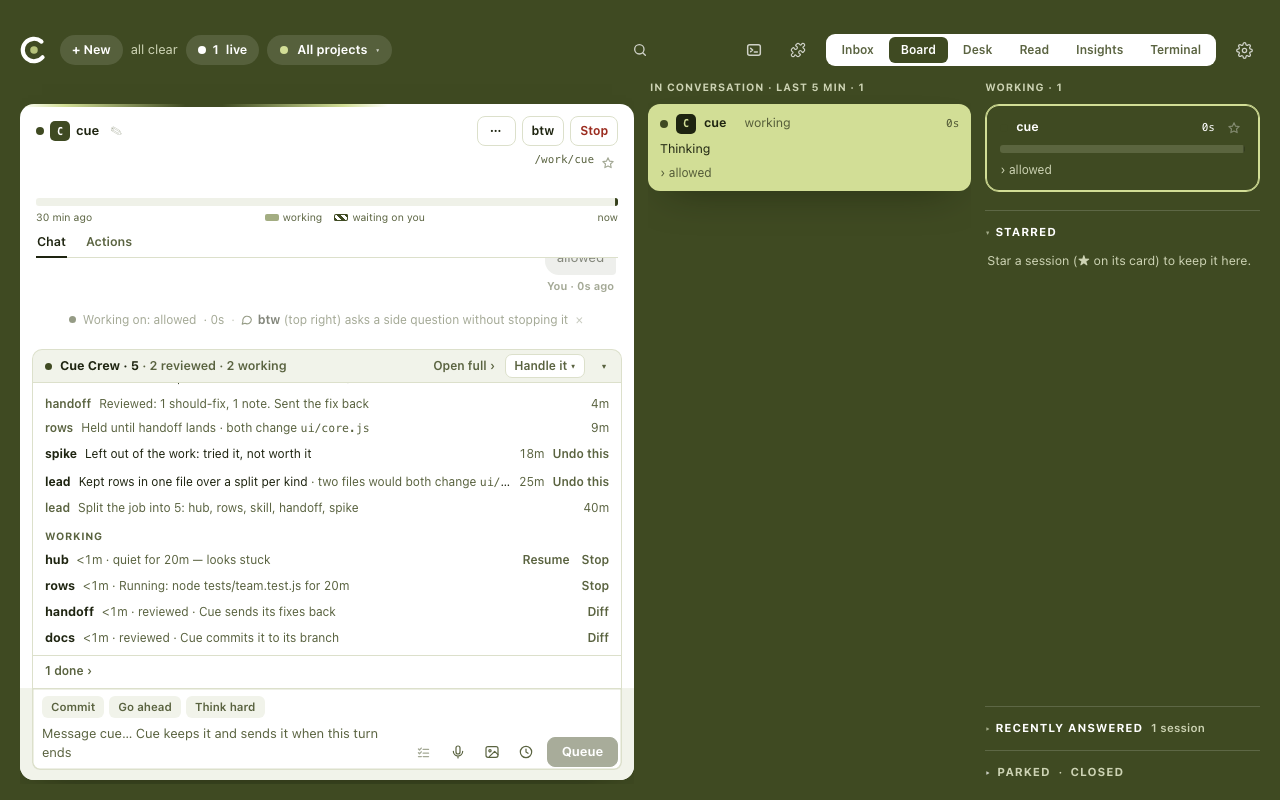 + New
all clear
1 live
All projects
Inbox
Board
Desk
Read
Insights
Terminal
C
cue
···
btw
Stop
/work/cue
30 min ago
working
waiting on you
now
Chat
Actions
allowed
You · 0s ago
Working on: allowed · 0s · btw (top right) asks a side question without stopping it ×
Cue Crew · 5 · 2 reviewed · 2 working
Open full ›
Handle it
handoff Reviewed: 1 should-fix, 1 note. Sent the fix back 4m
rows Held until handoff lands · both change ui/core.js 9m
spike Left out of the work: tried it, not worth it 18m Undo this
lead Kept rows in one file over a split per kind · two files would both change ui/… 25m Undo this
lead Split the job into 5: hub, rows, skill, handoff, spike 40m
WORKING
hub <1m · quiet for 20m — looks stuck Resume Stop
rows <1m · Running: node tests/team.test.js for 20m Stop
handoff <1m · reviewed · Cue sends its fixes back Diff
docs <1m · reviewed · Cue commits it to its branch Diff
1 done ›
Commit
Go ahead
Think hard
Message cue... Cue keeps it and sends it when this turn
ends
Queue
IN CONVERSATION · LAST 5 MIN · 1
C
cue working 0s
Thinking
› allowed
WORKING · 1
cue 0s
› allowed
STARRED
Star a session (★ on its card) to keep it here.
RECENTLY ANSWERED 1 session
PARKED · CLOSED